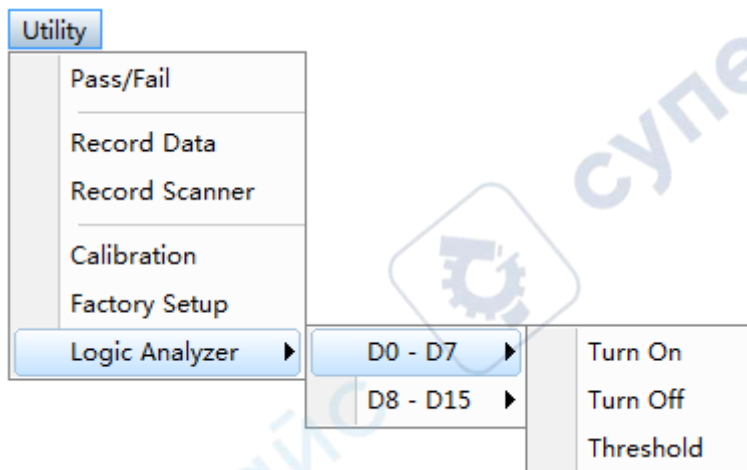 Utility
Pass/Fail
Record Data
Record Scanner
Calibration
Factory Setup
Logic Analyzer
D0 - D7
Turn On
D8 - D15
Turn Off
Threshold